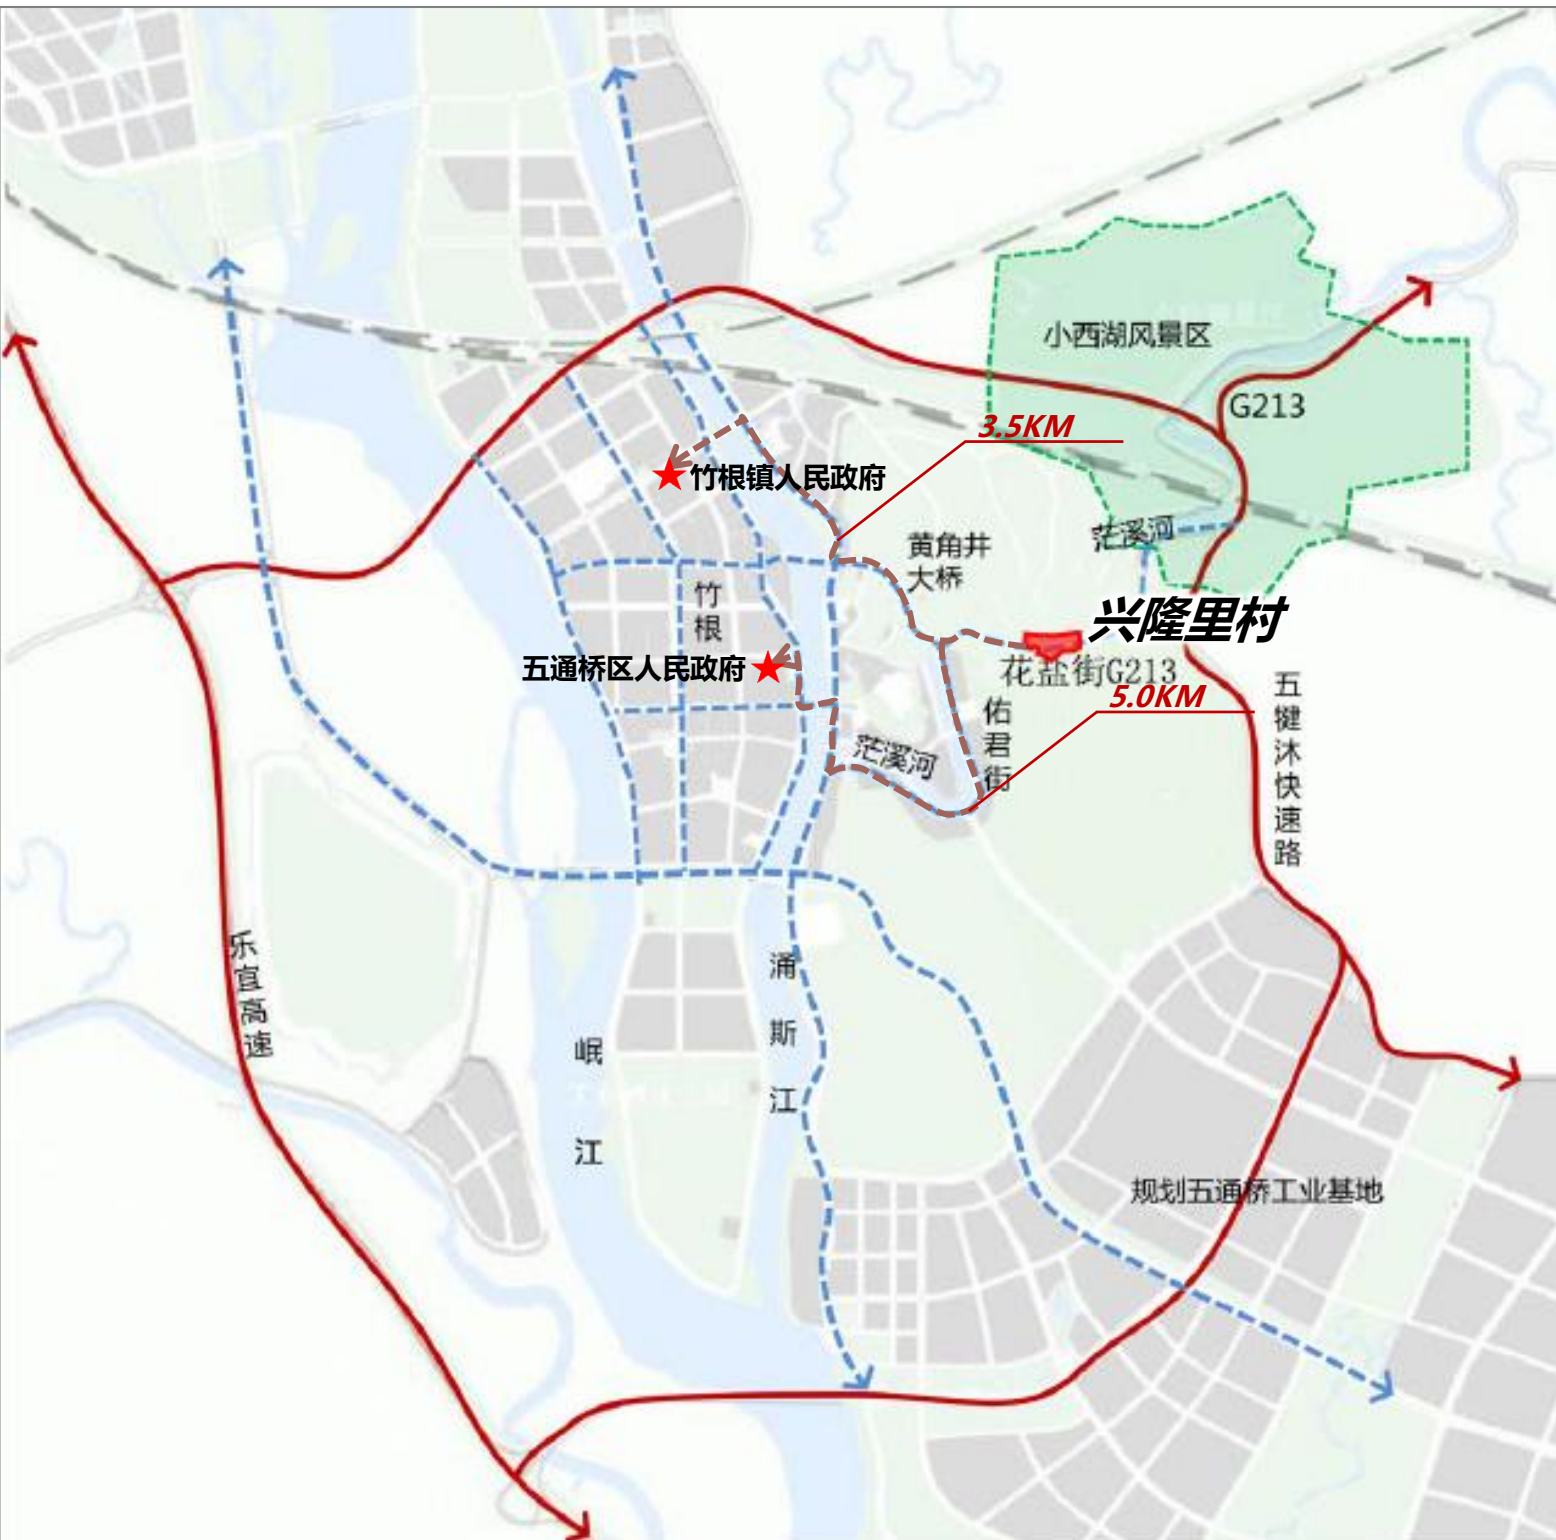 小西湖风景区
G213
3.5KM
竹根镇人民政府
茫溪河
黄角井
大桥
竹根
兴隆里村
五通桥区人民政府
花盐街G213
5.0KM
佑君街
茫溪河
五犍沐快速路
乐宜高速
涌斯江
岷江
规划五通桥工业基地